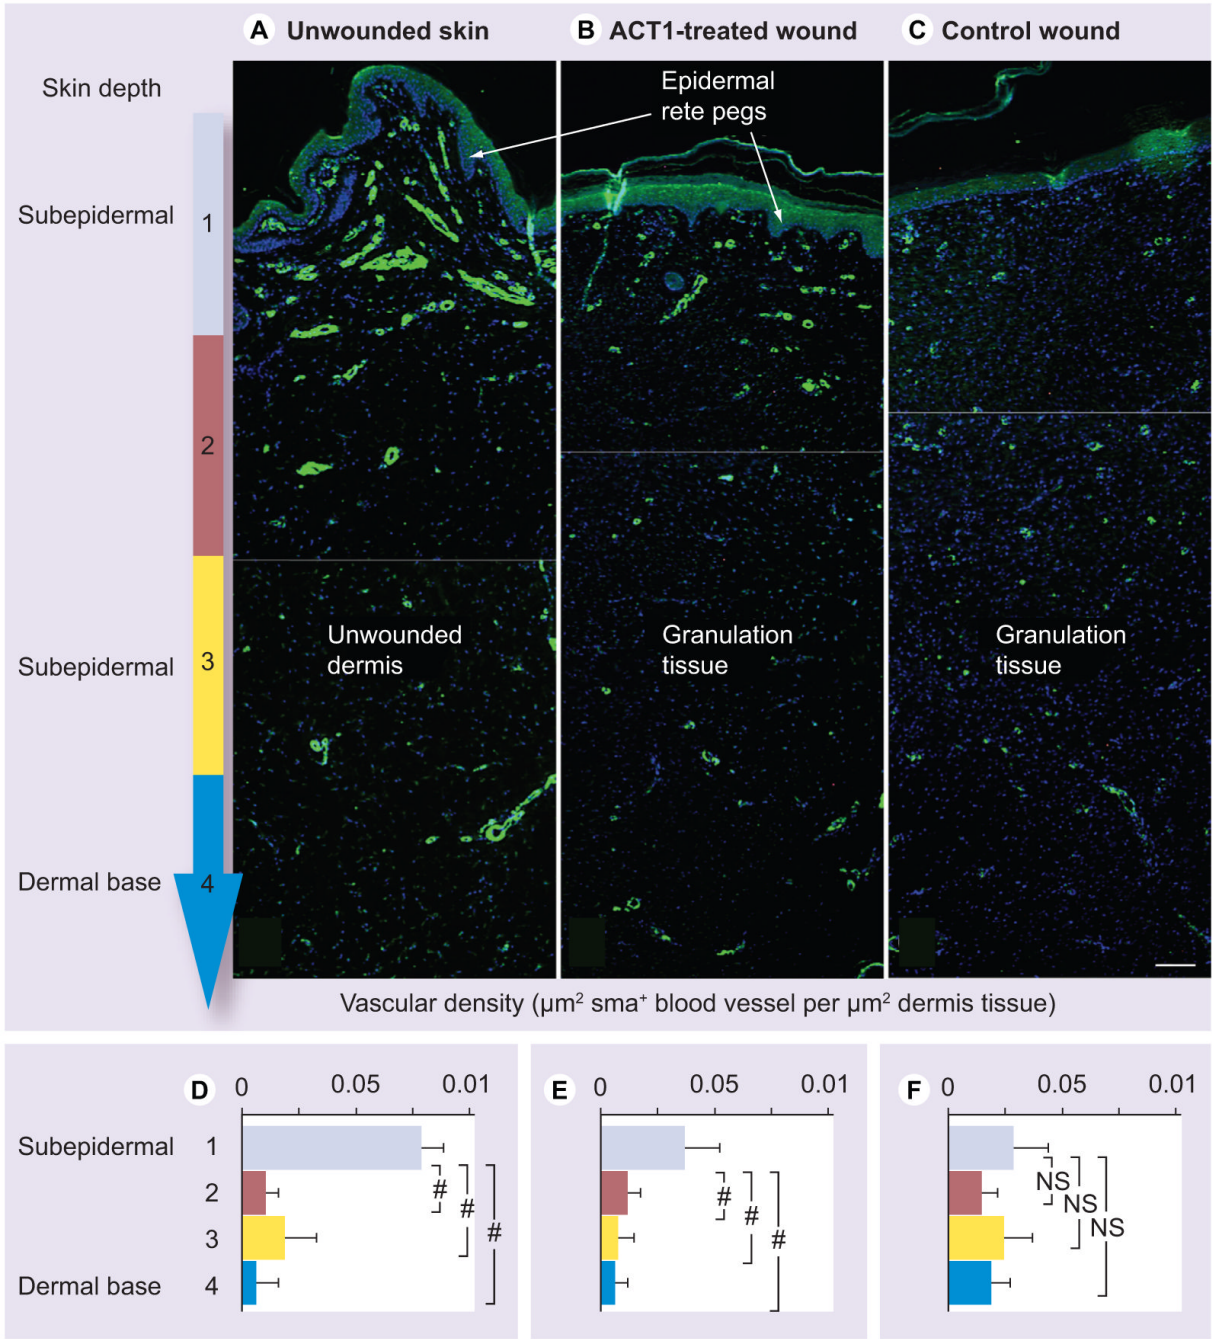 A Unwounded skin
B ACT1-treated wound
C Control wound
Skin depth
Epidermal
rete pegs
Subepidermal
1
2
Unwounded
dermis
Granulation
tissue
Granulation
tissue
Subepidermal
3
Dermal base
4
Vascular density (µm² sma⁺ blood vessel per µm² dermis tissue)
D 0 0.05 0.01
Subepidermal 1
2
3
Dermal base 4
#
#
#
E 0 0.05 0.01
#
#
#
F 0 0.05 0.01
NS
NS
NS